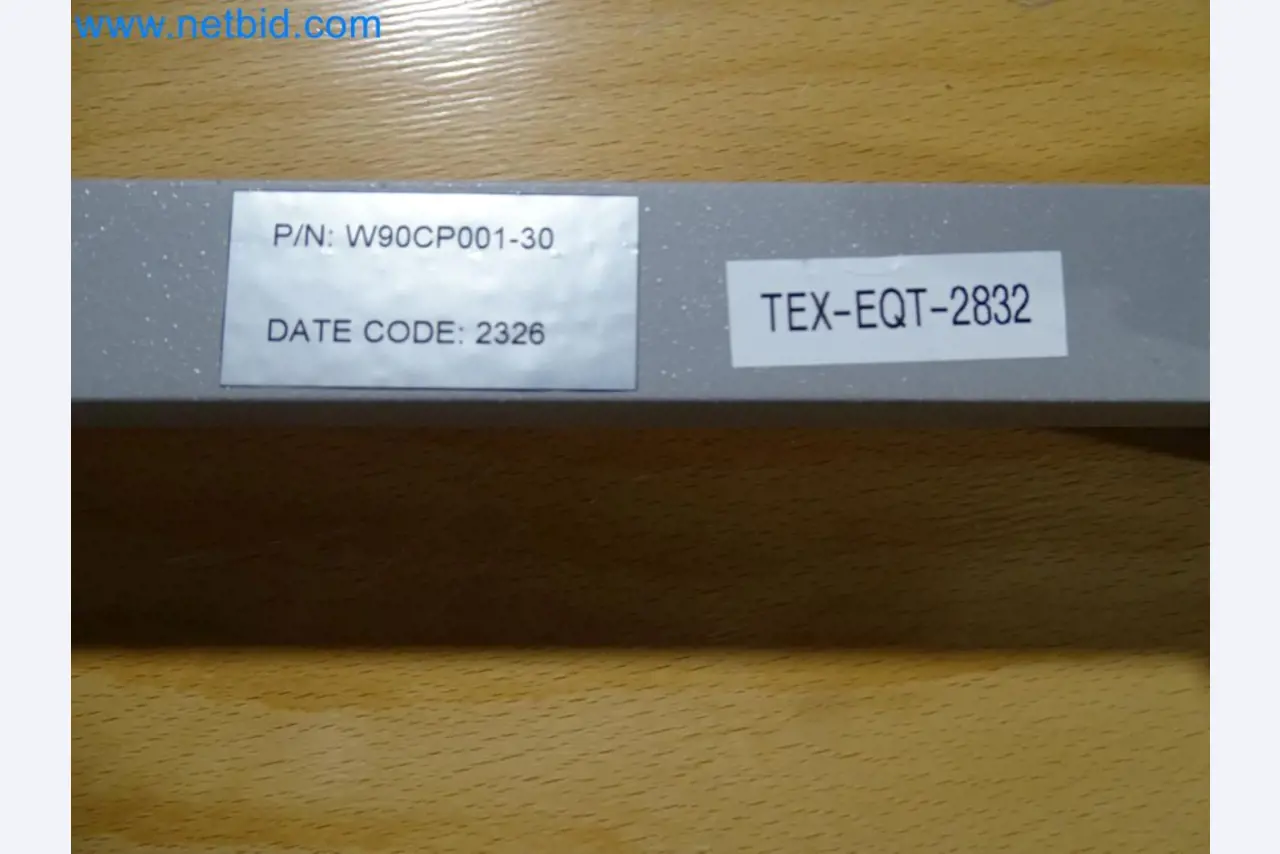 www.netbid.com
P/N: W90CP001-30
DATE CODE: 2326
TEX-EQT-2832